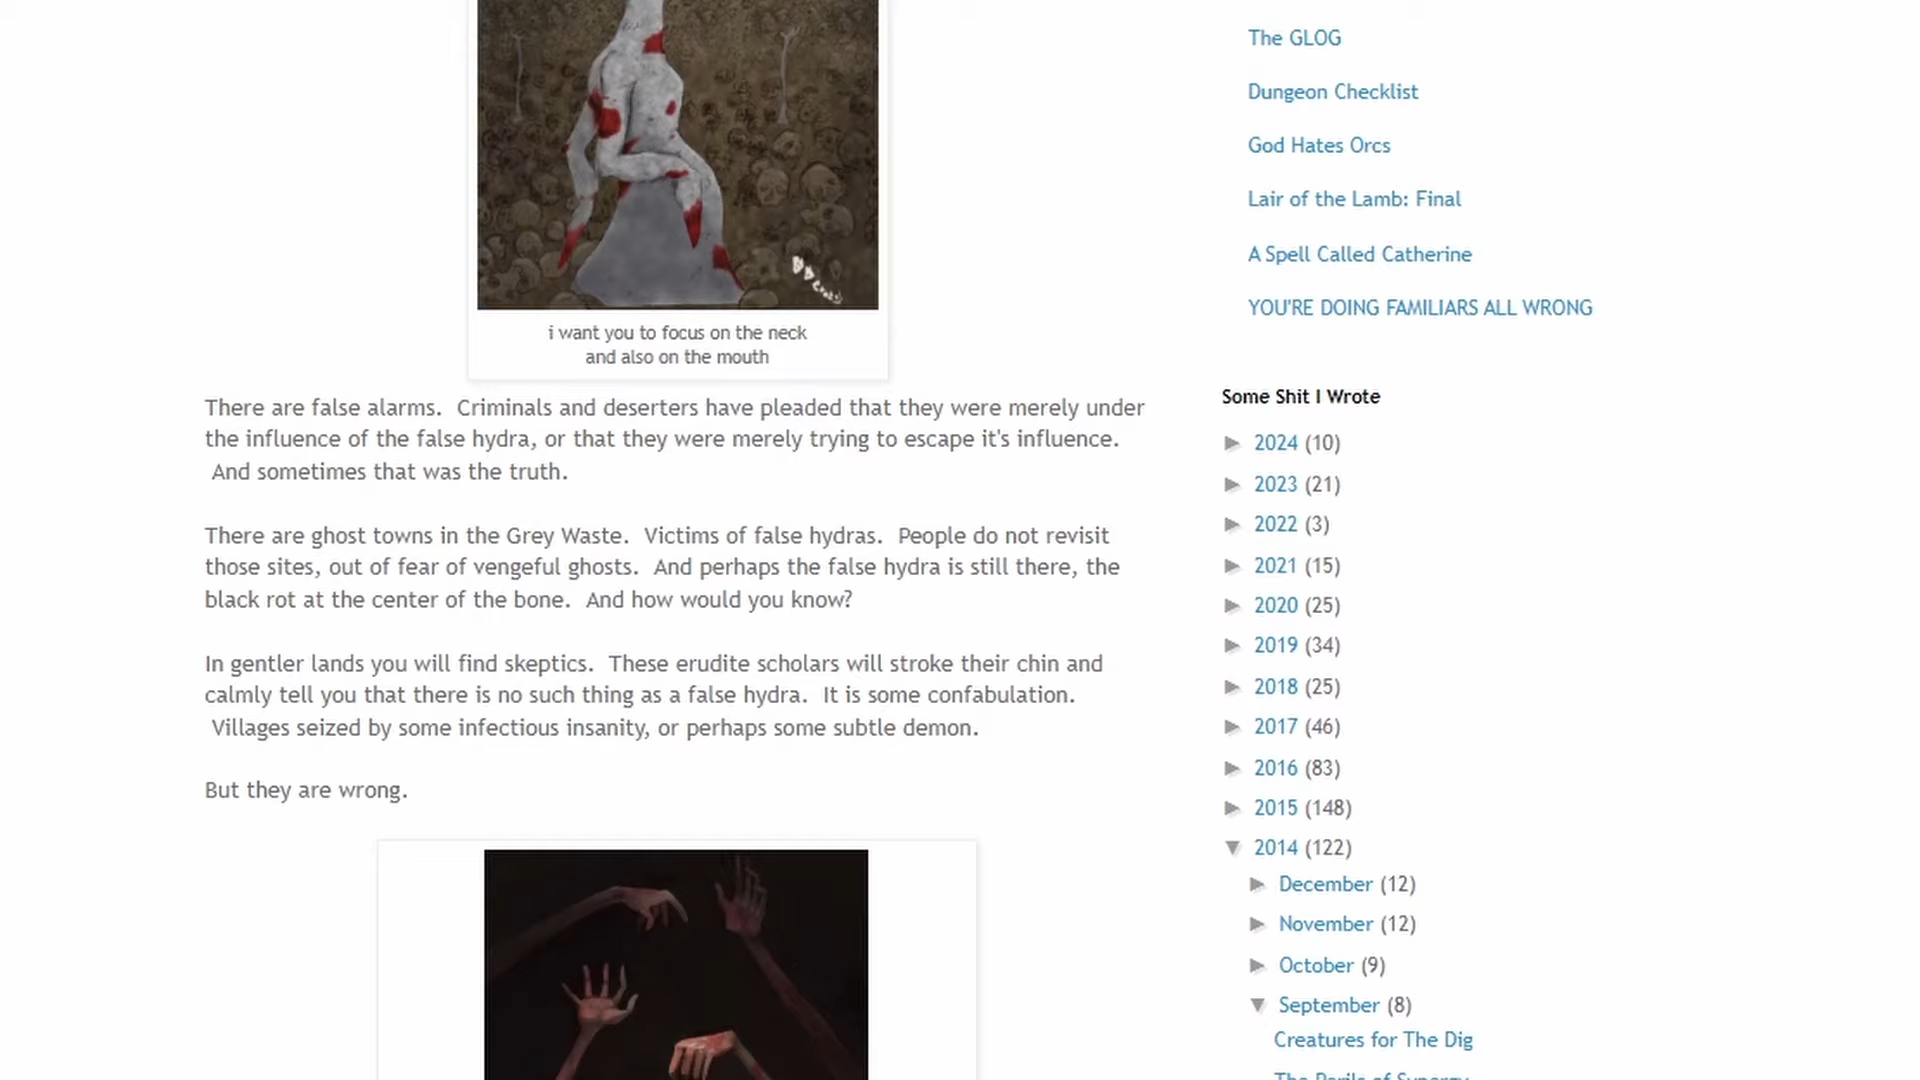 i want you to focus on the neck
and also on the mouth
There are false alarms.  Criminals and deserters have pleaded that they were merely under
the influence of the false hydra, or that they were merely trying to escape it's influence.
And sometimes that was the truth.
There are ghost towns in the Grey Waste.  Victims of false hydras.  People do not revisit
those sites, out of fear of vengeful ghosts.  And perhaps the false hydra is still there, the
black rot at the center of the bone.  And how would you know?
In gentler lands you will find skeptics.  These erudite scholars will stroke their chin and
calmly tell you that there is no such thing as a false hydra.  It is some confabulation.
Villages seized by some infectious insanity, or perhaps some subtle demon.
But they are wrong.
The GLOG
Dungeon Checklist
God Hates Orcs
Lair of the Lamb: Final
A Spell Called Catherine
YOU'RE DOING FAMILIARS ALL WRONG
Some Shit I Wrote
► 2024 (10)
► 2023 (21)
► 2022 (3)
► 2021 (15)
► 2020 (25)
► 2019 (34)
► 2018 (25)
► 2017 (46)
► 2016 (83)
► 2015 (148)
▼ 2014 (122)
► December (12)
► November (12)
► October (9)
▼ September (8)
Creatures for The Dig
The Perils of Synergy